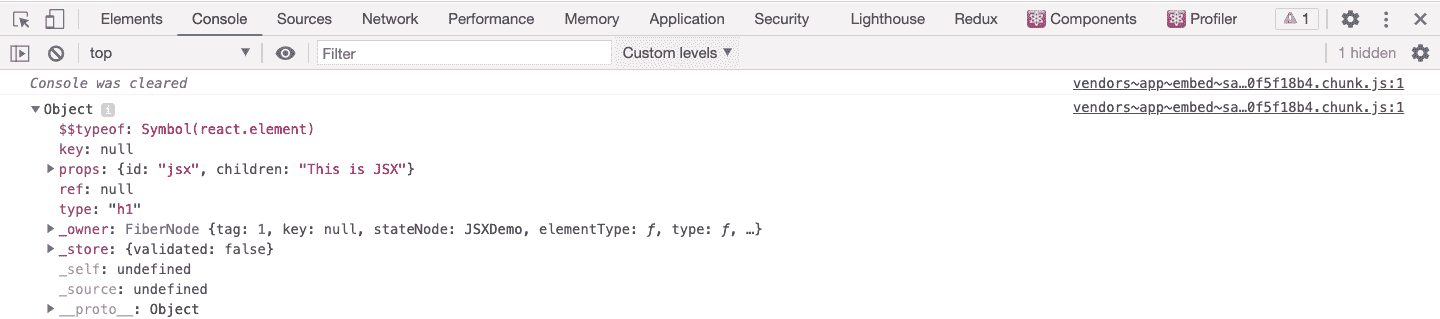 Elements Console Sources Network Performance Memory Application Security Lighthouse Redux Components Profiler 1
top Filter Custom levels 1 hidden
Console was cleared vendors~app~embed~sa…0f5f18b4.chunk.js:1
Object i vendors~app~embed~sa…0f5f18b4.chunk.js:1
$$typeof: Symbol(react.element)
key: null
props: {id: "jsx", children: "This is JSX"}
ref: null
type: "h1"
_owner: FiberNode {tag: 1, key: null, stateNode: JSXDemo, elementType: ƒ, type: ƒ, …}
_store: {validated: false}
_self: undefined
_source: undefined
__proto__: Object